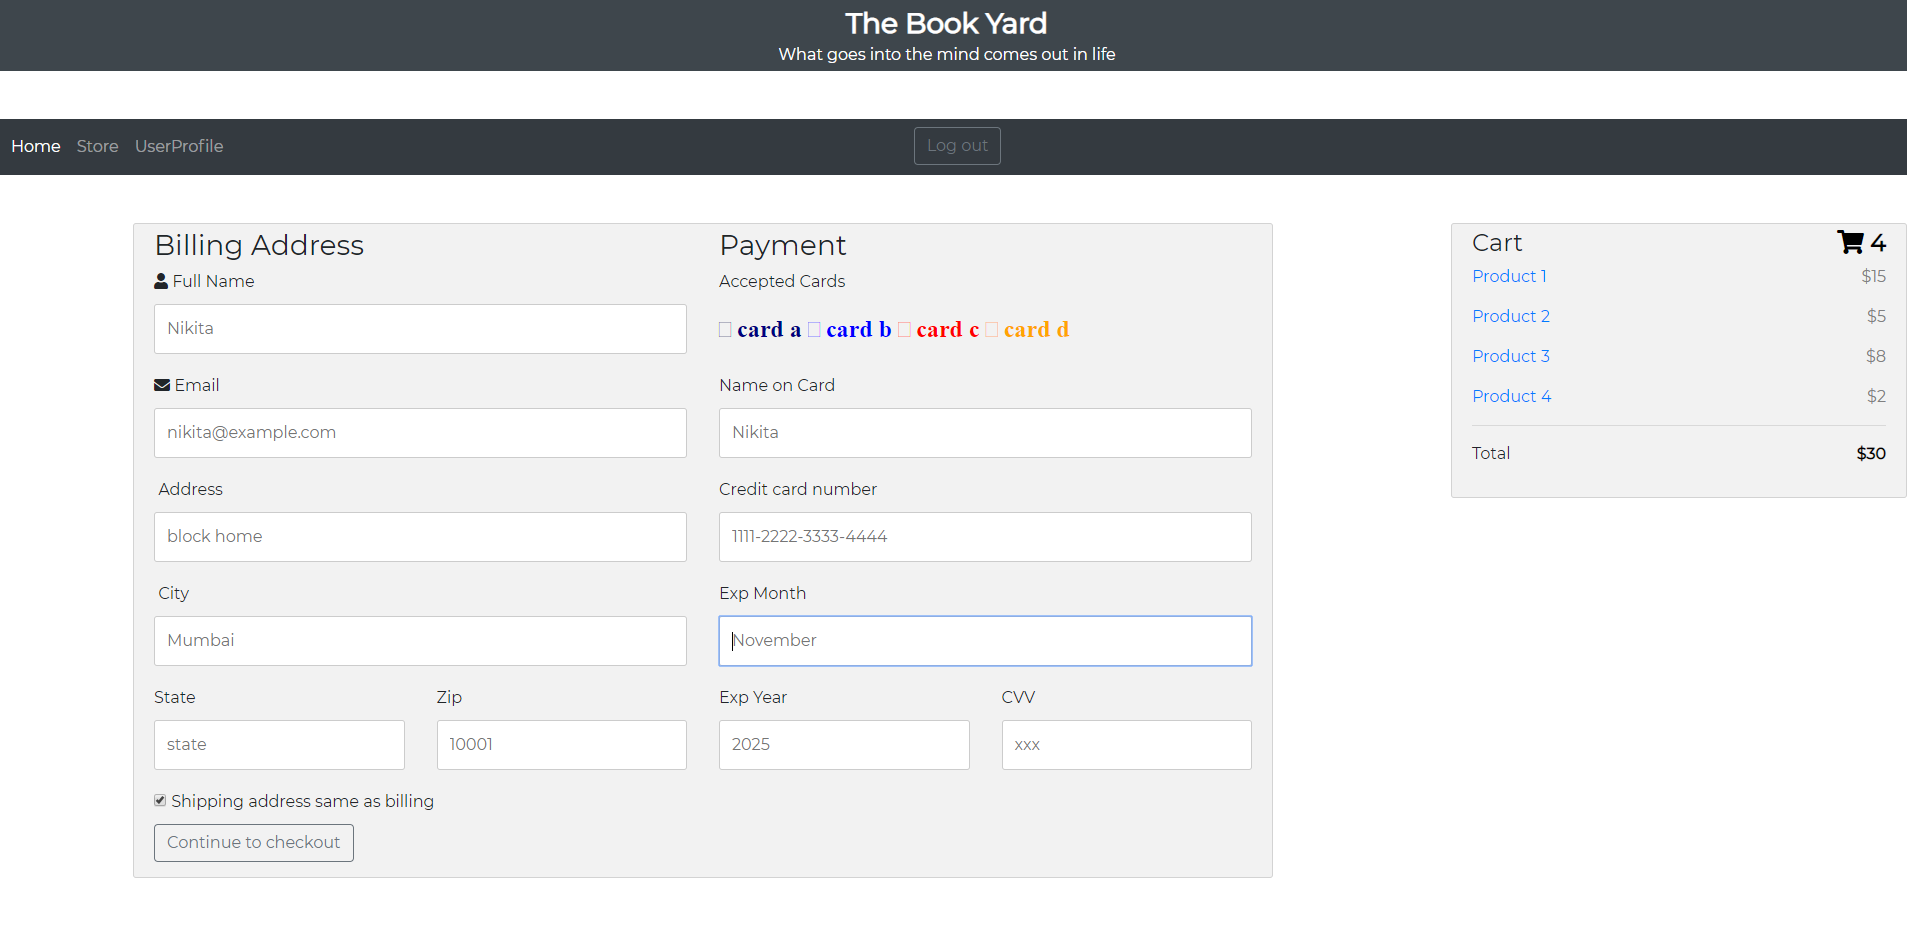 The Book Yard
What goes into the mind comes out in life
Home Store UserProfile Log out
Billing Address
Full Name
Nikita
Email
nikita@example.com
Address
block home
City
Mumbai
State Zip
state 10001
Shipping address same as billing
Continue to checkout
Payment
Accepted Cards
card a card b card c card d
Name on Card
Nikita
Credit card number
1111-2222-3333-4444
Exp Month
November
Exp Year CVV
2025 xxx
Cart 4
Product 1 $15
Product 2 $5
Product 3 $8
Product 4 $2
Total $30